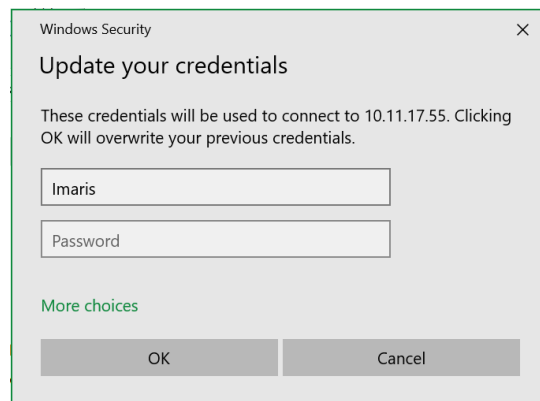 Windows Security
Update your credentials
These credentials will be used to connect to 10.11.17.55. Clicking
OK will overwrite your previous credentials.
Imaris
Password
More choices
OK
Cancel